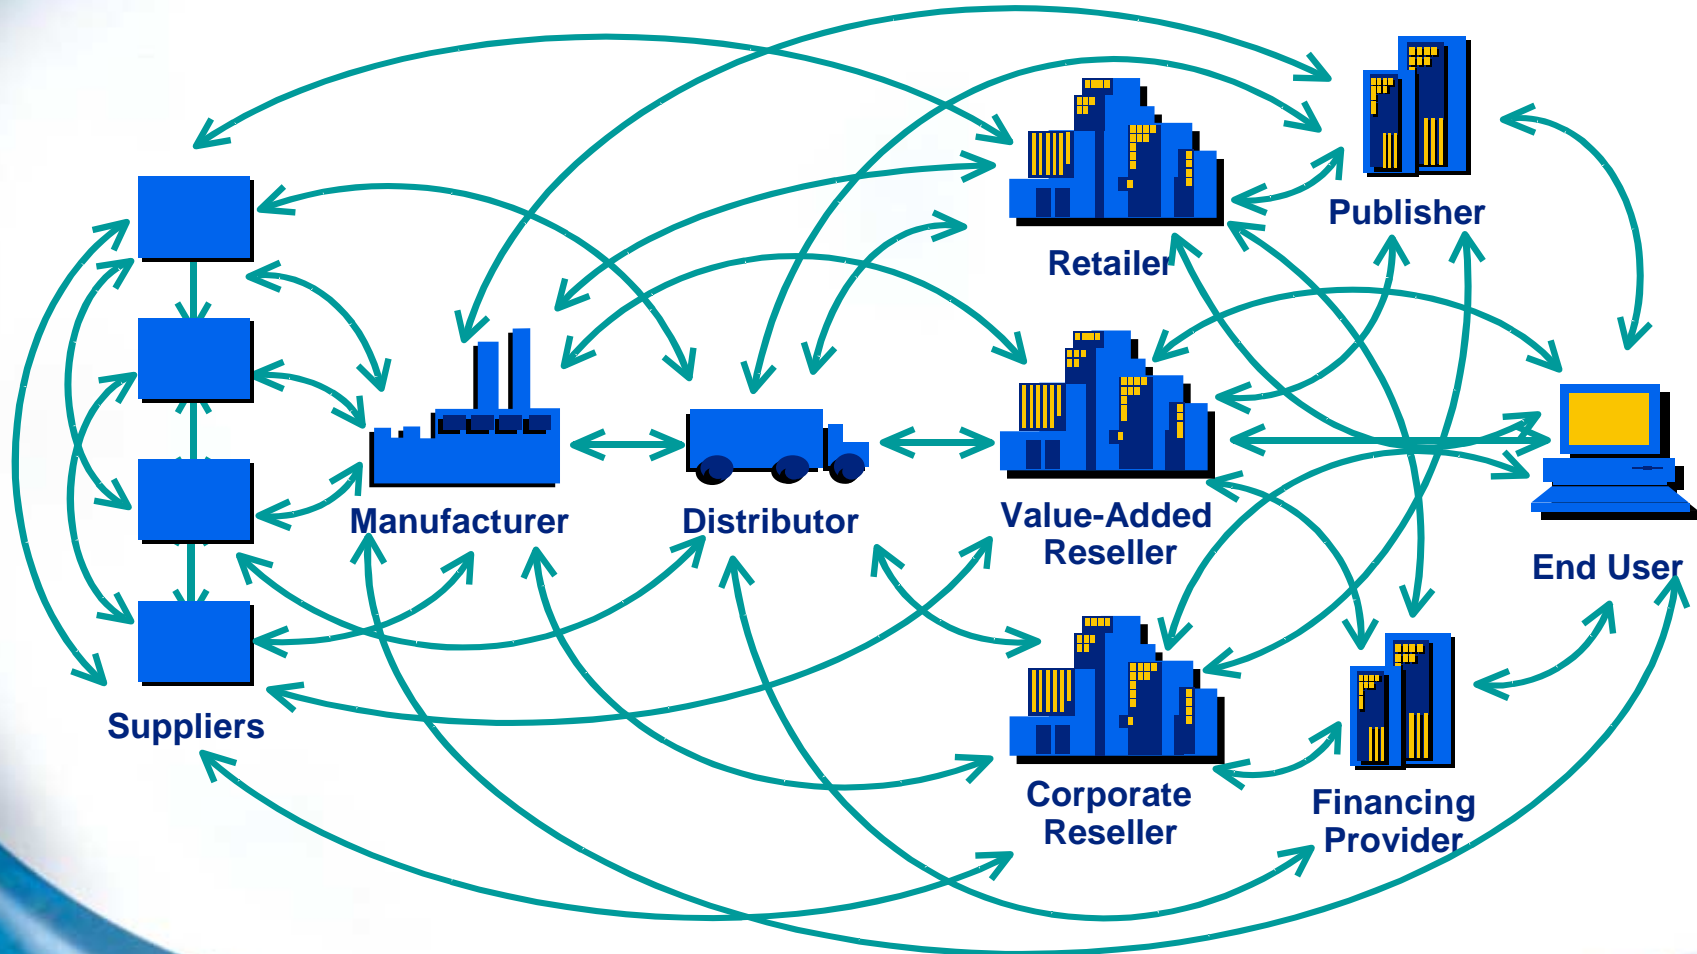 Publisher
Retailer
Manufacturer
Distributor
Value-Added
Reseller
End User
Suppliers
Corporate
Reseller
Financing
Provider